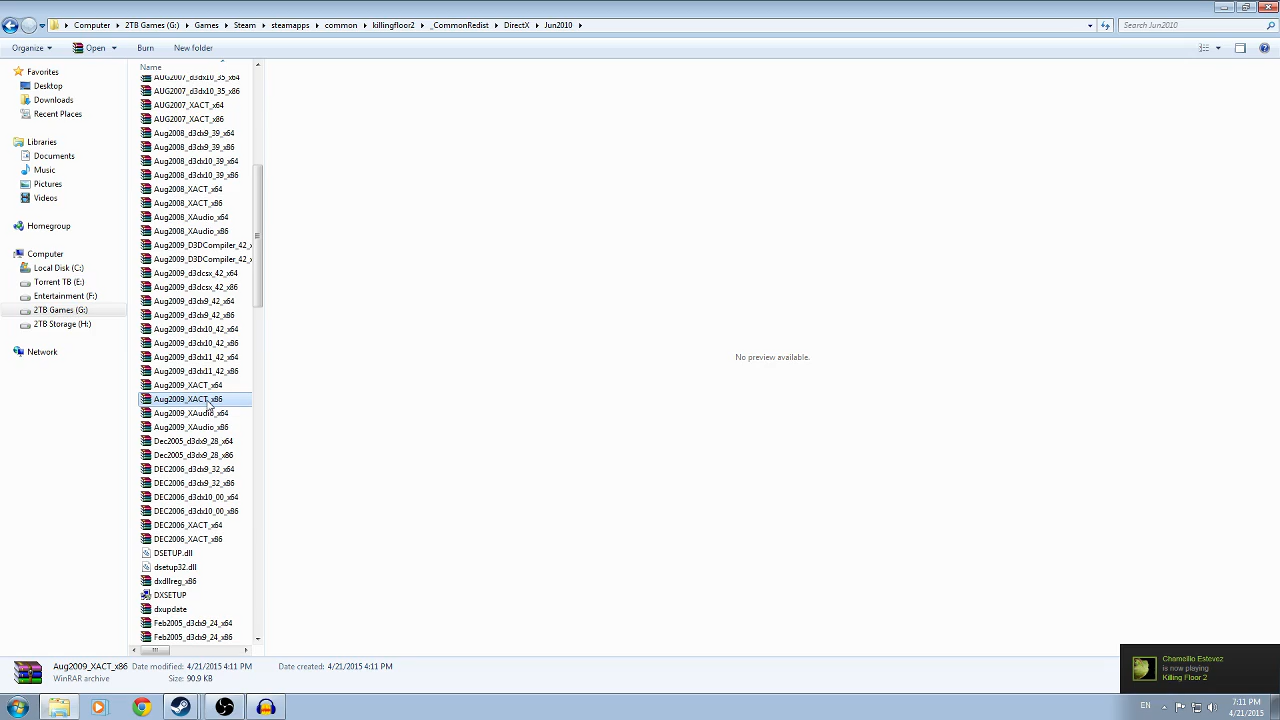 Computer ▸ 2TB Games (G:) ▸ Games ▸ Steam ▸ steamapps ▸ common ▸ killingfloor2 ▸ _CommonRedist ▸ DirectX ▸ Jun2010 ▸
Search Jun2010
Organize ▾ Open ▾ Burn New folder
Name
Favorites
Desktop
Downloads
Recent Places
Libraries
Documents
Music
Pictures
Videos
Homegroup
Computer
Local Disk (C:)
Torrent TB (E:)
Entertainment (F:)
2TB Games (G:)
2TB Storage (H:)
Network
AUG2007_d3dx10_35_x64
AUG2007_d3dx10_35_x86
AUG2007_XACT_x64
AUG2007_XACT_x86
Aug2008_d3dx9_39_x64
Aug2008_d3dx9_39_x86
Aug2008_d3dx10_39_x64
Aug2008_d3dx10_39_x86
Aug2008_XACT_x64
Aug2008_XACT_x86
Aug2008_XAudio_x64
Aug2008_XAudio_x86
Aug2009_D3DCompiler_42_x
Aug2009_D3DCompiler_42_x
Aug2009_d3dcsx_42_x64
Aug2009_d3dcsx_42_x86
Aug2009_d3dx9_42_x64
Aug2009_d3dx9_42_x86
Aug2009_d3dx10_42_x64
Aug2009_d3dx10_42_x86
Aug2009_d3dx11_42_x64
Aug2009_d3dx11_42_x86
Aug2009_XACT_x64
Aug2009_XACT_x86
Aug2009_XAudio_x64
Aug2009_XAudio_x86
Dec2005_d3dx9_28_x64
Dec2005_d3dx9_28_x86
DEC2006_d3dx9_32_x64
DEC2006_d3dx9_32_x86
DEC2006_d3dx10_00_x64
DEC2006_d3dx10_00_x86
DEC2006_XACT_x64
DEC2006_XACT_x86
DSETUP.dll
dsetup32.dll
dxdllreg_x86
DXSETUP
dxupdate
Feb2005_d3dx9_24_x64
Feb2005_d3dx9_24_x86
No preview available.
Aug2009_XACT_x86 Date modified: 4/21/2015 4:11 PM Date created: 4/21/2015 4:11 PM
WinRAR archive Size: 90.9 KB
Chamellio Estevez
is now playing
Killing Floor 2
EN
7:11 PM
4/21/2015